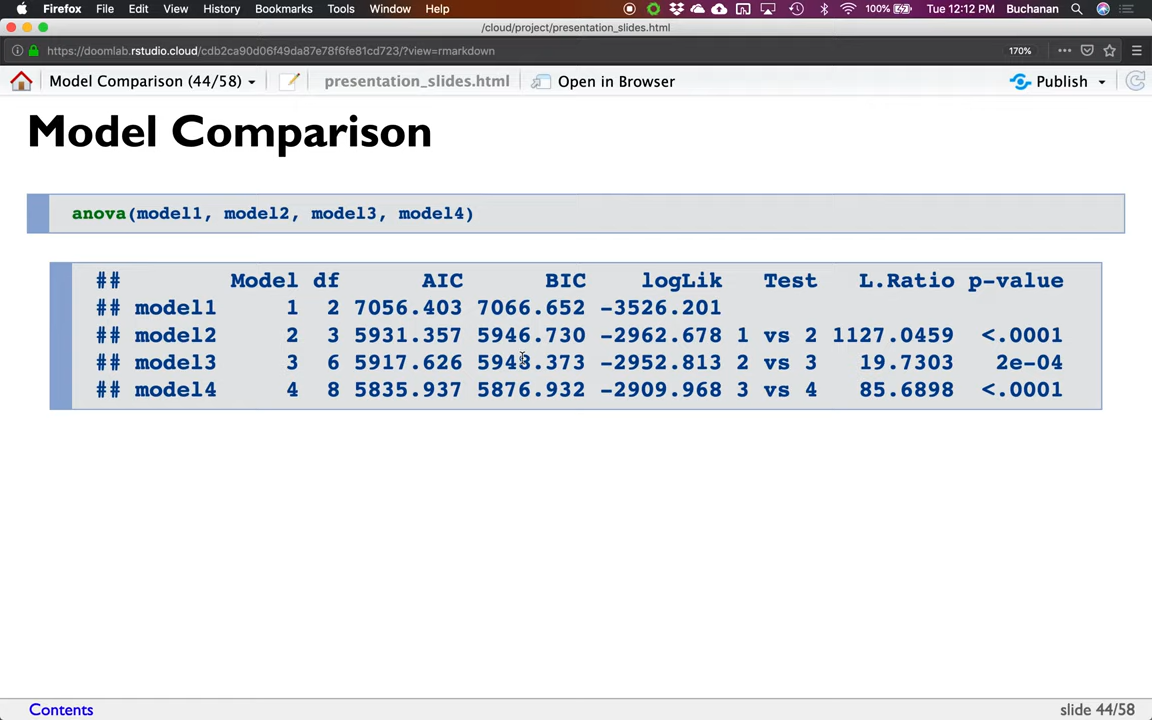 Firefox File Edit View History Bookmarks Tools Window Help 100% Tue 12:12 PM Buchanan
/cloud/project/presentation_slides.html
https://doomlab.rstudio.cloud/cdb2ca90d06f49da87e78f6fe81cd723/?view=rmarkdown 170%
Model Comparison (44/58) presentation_slides.html Open in Browser Publish
Model Comparison
anova(model1, model2, model3, model4)
## Model df AIC BIC logLik Test L.Ratio p-value
## model1 1 2 7056.403 7066.652 -3526.201
## model2 2 3 5931.357 5946.730 -2962.678 1 vs 2 1127.0459 <.0001
## model3 3 6 5917.626 5948.373 -2952.813 2 vs 3 19.7303 2e-04
## model4 4 8 5835.937 5876.932 -2909.968 3 vs 4 85.6898 <.0001
Contents slide 44/58